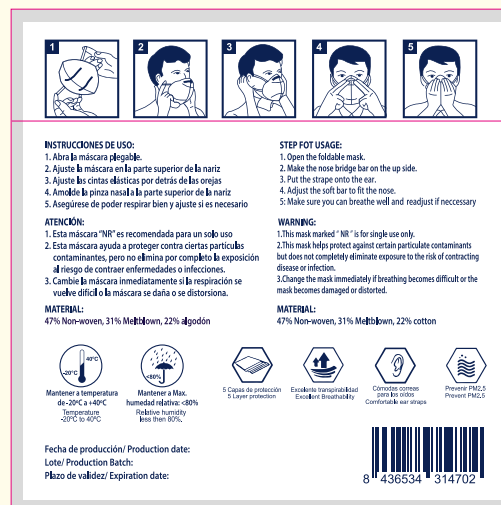 1
2
3
4
5
INSTRUCCIONES DE USO:
1. Abra la máscara plegable.
2. Ajuste la máscara en la parte superior de la nariz
3. Ajuste las cintas elásticas por detrás de las orejas
4. Amolde la pinza nasal a la parte superior de la nariz
5. Asegúrese de poder respirar bien y ajuste si es necesario
ATENCIÓN:
1. Esta máscara "NR" es recomendada para un solo uso
2. Esta máscara ayuda a proteger contra ciertas partículas
contaminantes, pero no elimina por completo la exposición
al riesgo de contraer enfermedades o infecciones.
3. Cambie la máscara inmediatamente si la respiración se
vuelve difícil o la máscara se daña o se distorsiona.
MATERIAL:
47% Non-woven, 31% Meltblown, 22% algodón
STEP FOT USAGE:
1. Open the foldable mask.
2. Make the nose bridge bar on the up side.
3. Put the strape onto the ear.
4. Adjust the soft bar to fit the nose.
5: Make sure you can breathe well and readjust if neccessary
WARNING:
1.This mask marked " NR " is for single use only.
2.This mask helps protect against certain particulate contaminants
but does not completely eliminate exposure to the risk of contracting
disease or infection.
3.Change the mask immediately if breathing becomes difficult or the
mask becomes damaged or distorted.
MATERIAL:
47% Non-woven, 31% Meltblown, 22% cotton
-20°C
40°C
Mantener a temperatura
de-20ºC a +40ºC
Temperature
-20°C to 40°C
<80%
Mantener a Max.
humedad relativa: <80%
Relative humidity
less then 80%,
5 Capas de protección
5 Layer protection
Excelente transpirabilidad
Excellent Breathability
Cómodas correas
para los oídos
Comfortable ear straps
Prevenir PM2,5
Prevent PM2,5
Fecha de producción/ Production date:
Lote/ Production Batch:
Plazo de validez/ Expiration date:
8 436534 314702